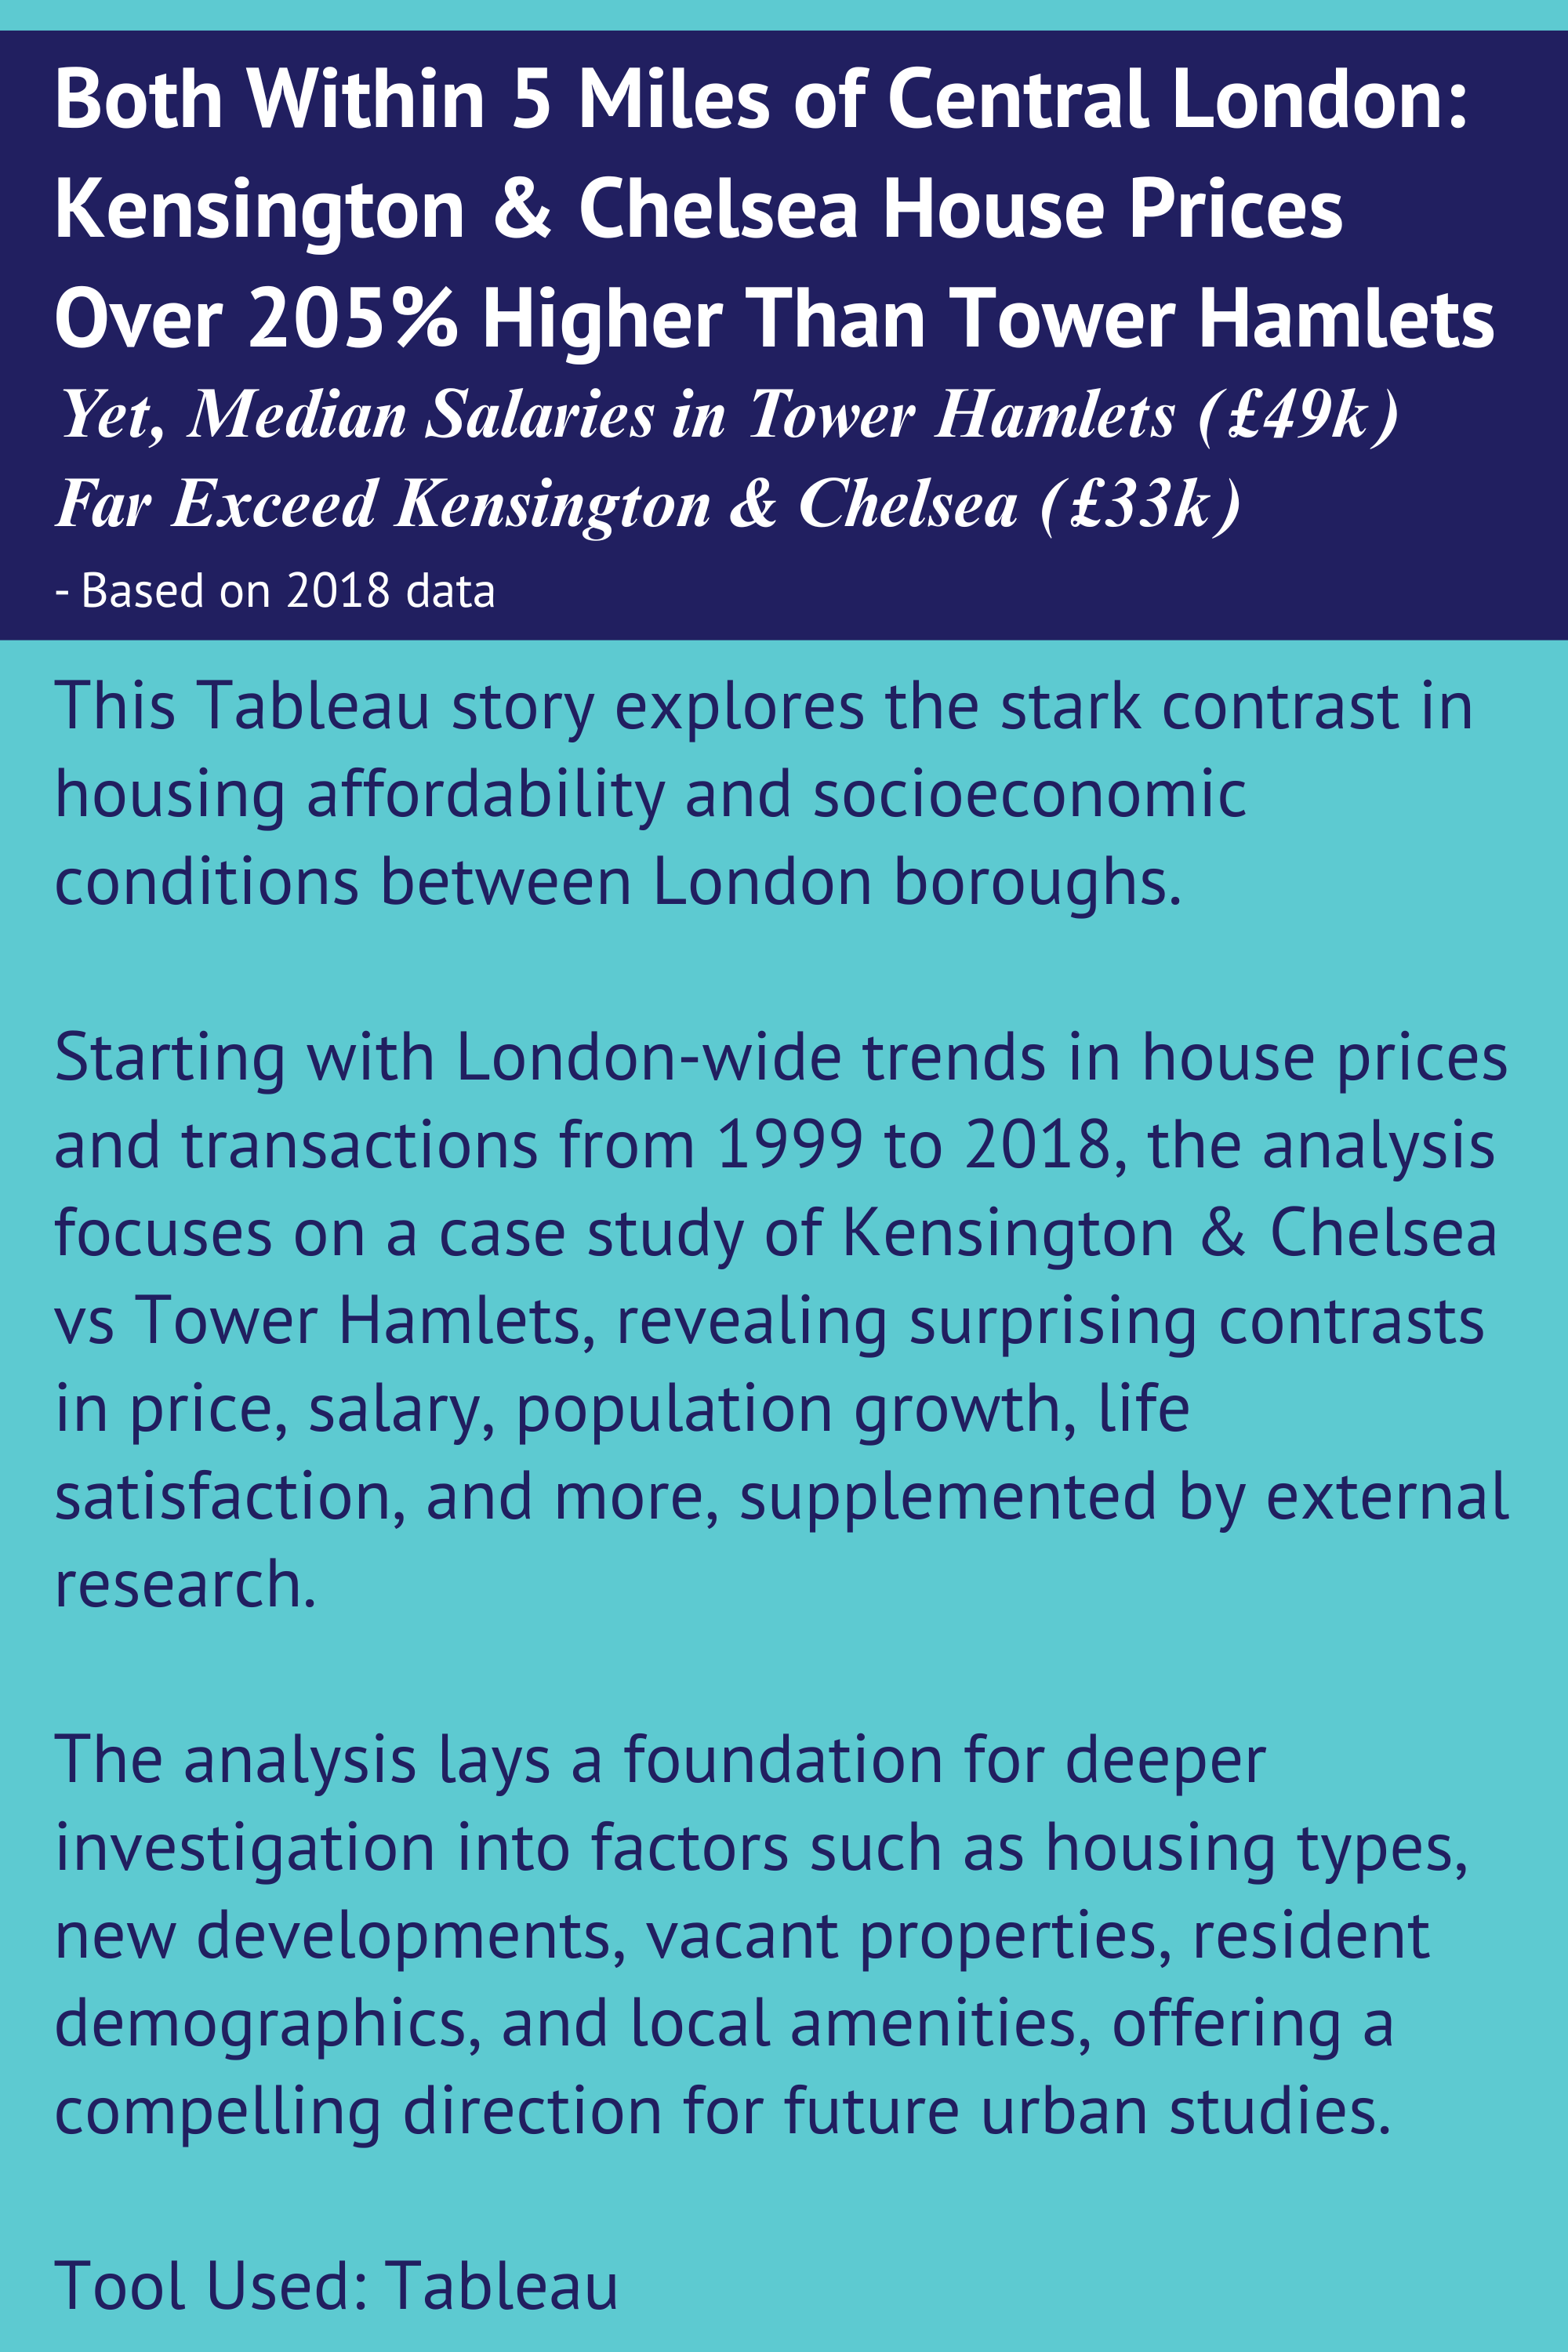 Both Within 5 Miles of Central London:
Kensington & Chelsea House Prices
Over 205% Higher Than Tower Hamlets
Yet, Median Salaries in Tower Hamlets (£49k)
Far Exceed Kensington & Chelsea (£33k)
- Based on 2018 data
This Tableau story explores the stark contrast in
housing affordability and socioeconomic
conditions between London boroughs.
Starting with London-wide trends in house prices
and transactions from 1999 to 2018, the analysis
focuses on a case study of Kensington & Chelsea
vs Tower Hamlets, revealing surprising contrasts
in price, salary, population growth, life
satisfaction, and more, supplemented by external
research.
The analysis lays a foundation for deeper
investigation into factors such as housing types,
new developments, vacant properties, resident
demographics, and local amenities, offering a
compelling direction for future urban studies.
Tool Used: Tableau